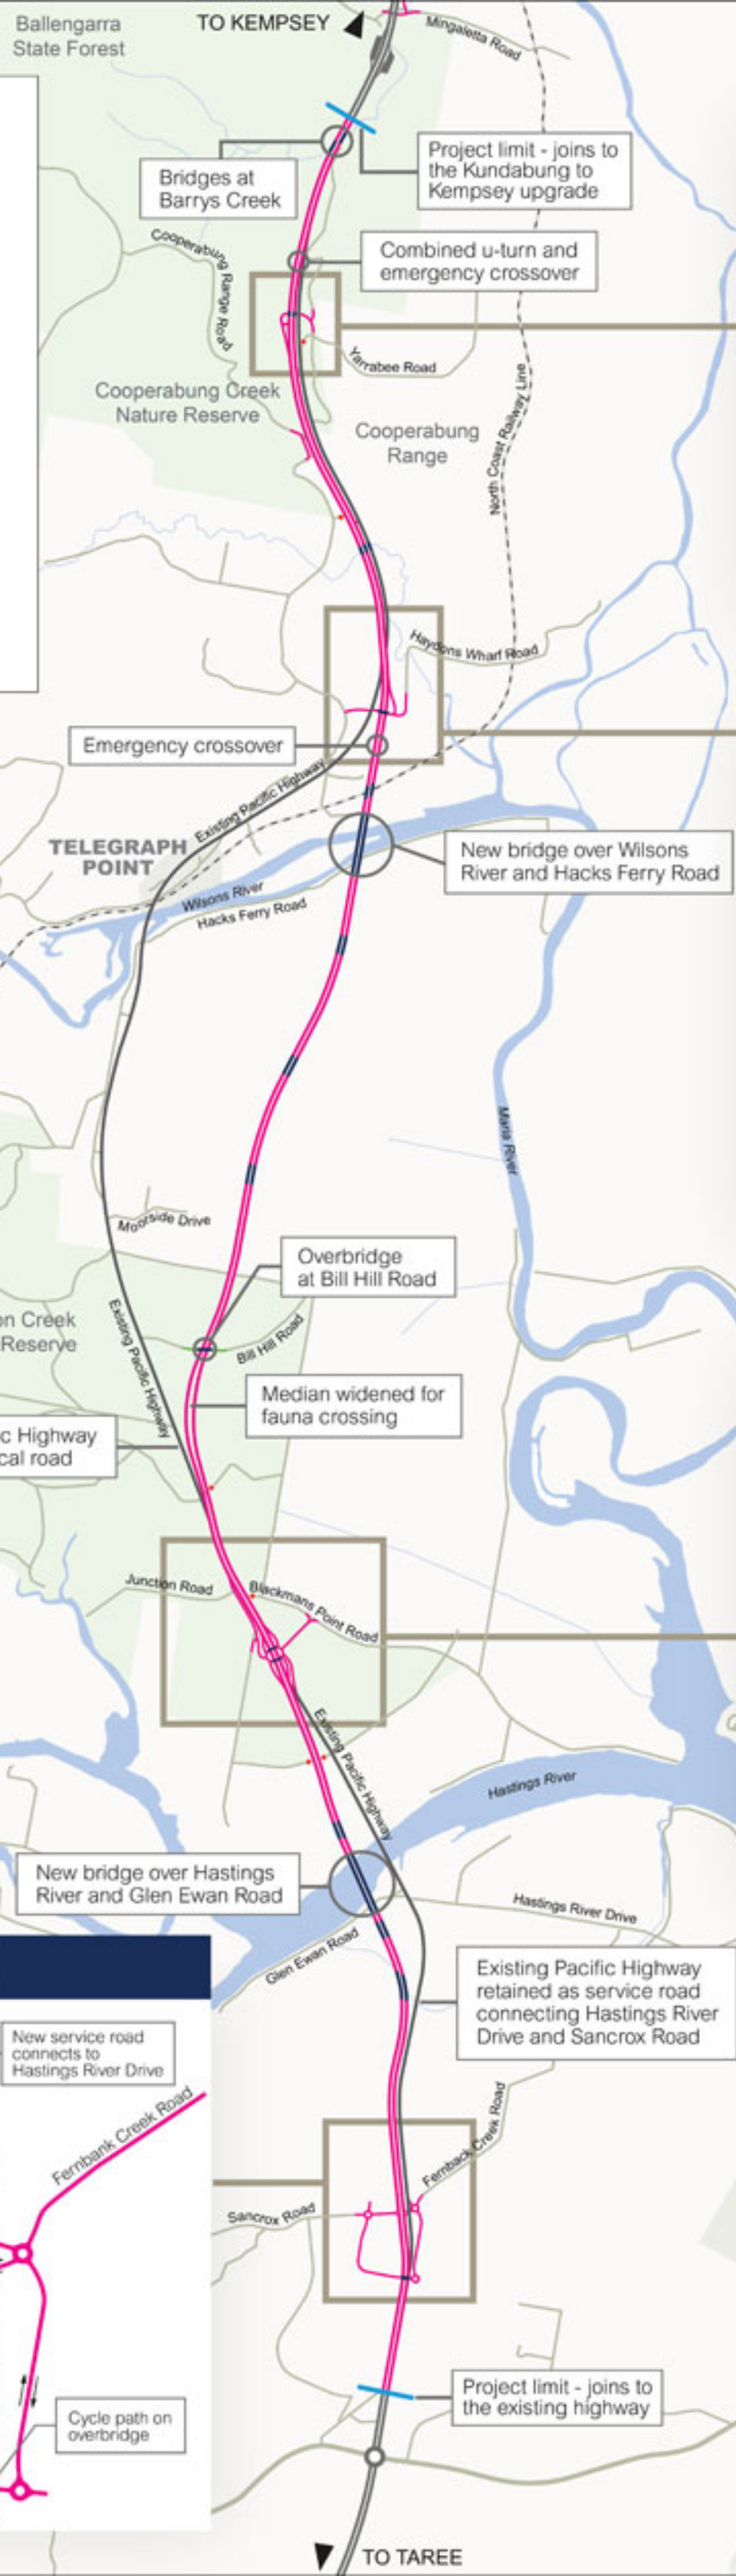 Ballengarra
State Forest
TO KEMPSEY
Mingaletta Road
Project limit - joins to
the Kundabung to
Kempsey upgrade
Bridges at
Barrys Creek
Cooperabung Range Road
Combined u-turn and
emergency crossover
Yarrabee Road
North Coast Railway Line
Cooperabung Creek
Nature Reserve
Cooperabung
Range
Haydons Wharf Road
Emergency crossover
Existing Pacific Highway
TELEGRAPH
POINT
New bridge over Wilsons
River and Hacks Ferry Road
Wilsons River
Hacks Ferry Road
Maria River
Moorside Drive
Overbridge
at Bill Hill Road
on Creek
Reserve
Existing Pacific Highway
Bill Hill Road
Median widened for
fauna crossing
c Highway
cal road
Junction Road
Blackmans Point Road
Existing Pacific Highway
Hastings River
New bridge over Hastings
River and Glen Ewan Road
Hastings River Drive
Glen Ewan Road
Existing Pacific Highway
retained as service road
connecting Hastings River
Drive and Sancrox Road
New service road
connects to
Hastings River Drive
Fernbank Creek Road
Fernback Creek Road
Sancrox Road
Project limit - joins to
the existing highway
Cycle path on
overbridge
TO TAREE